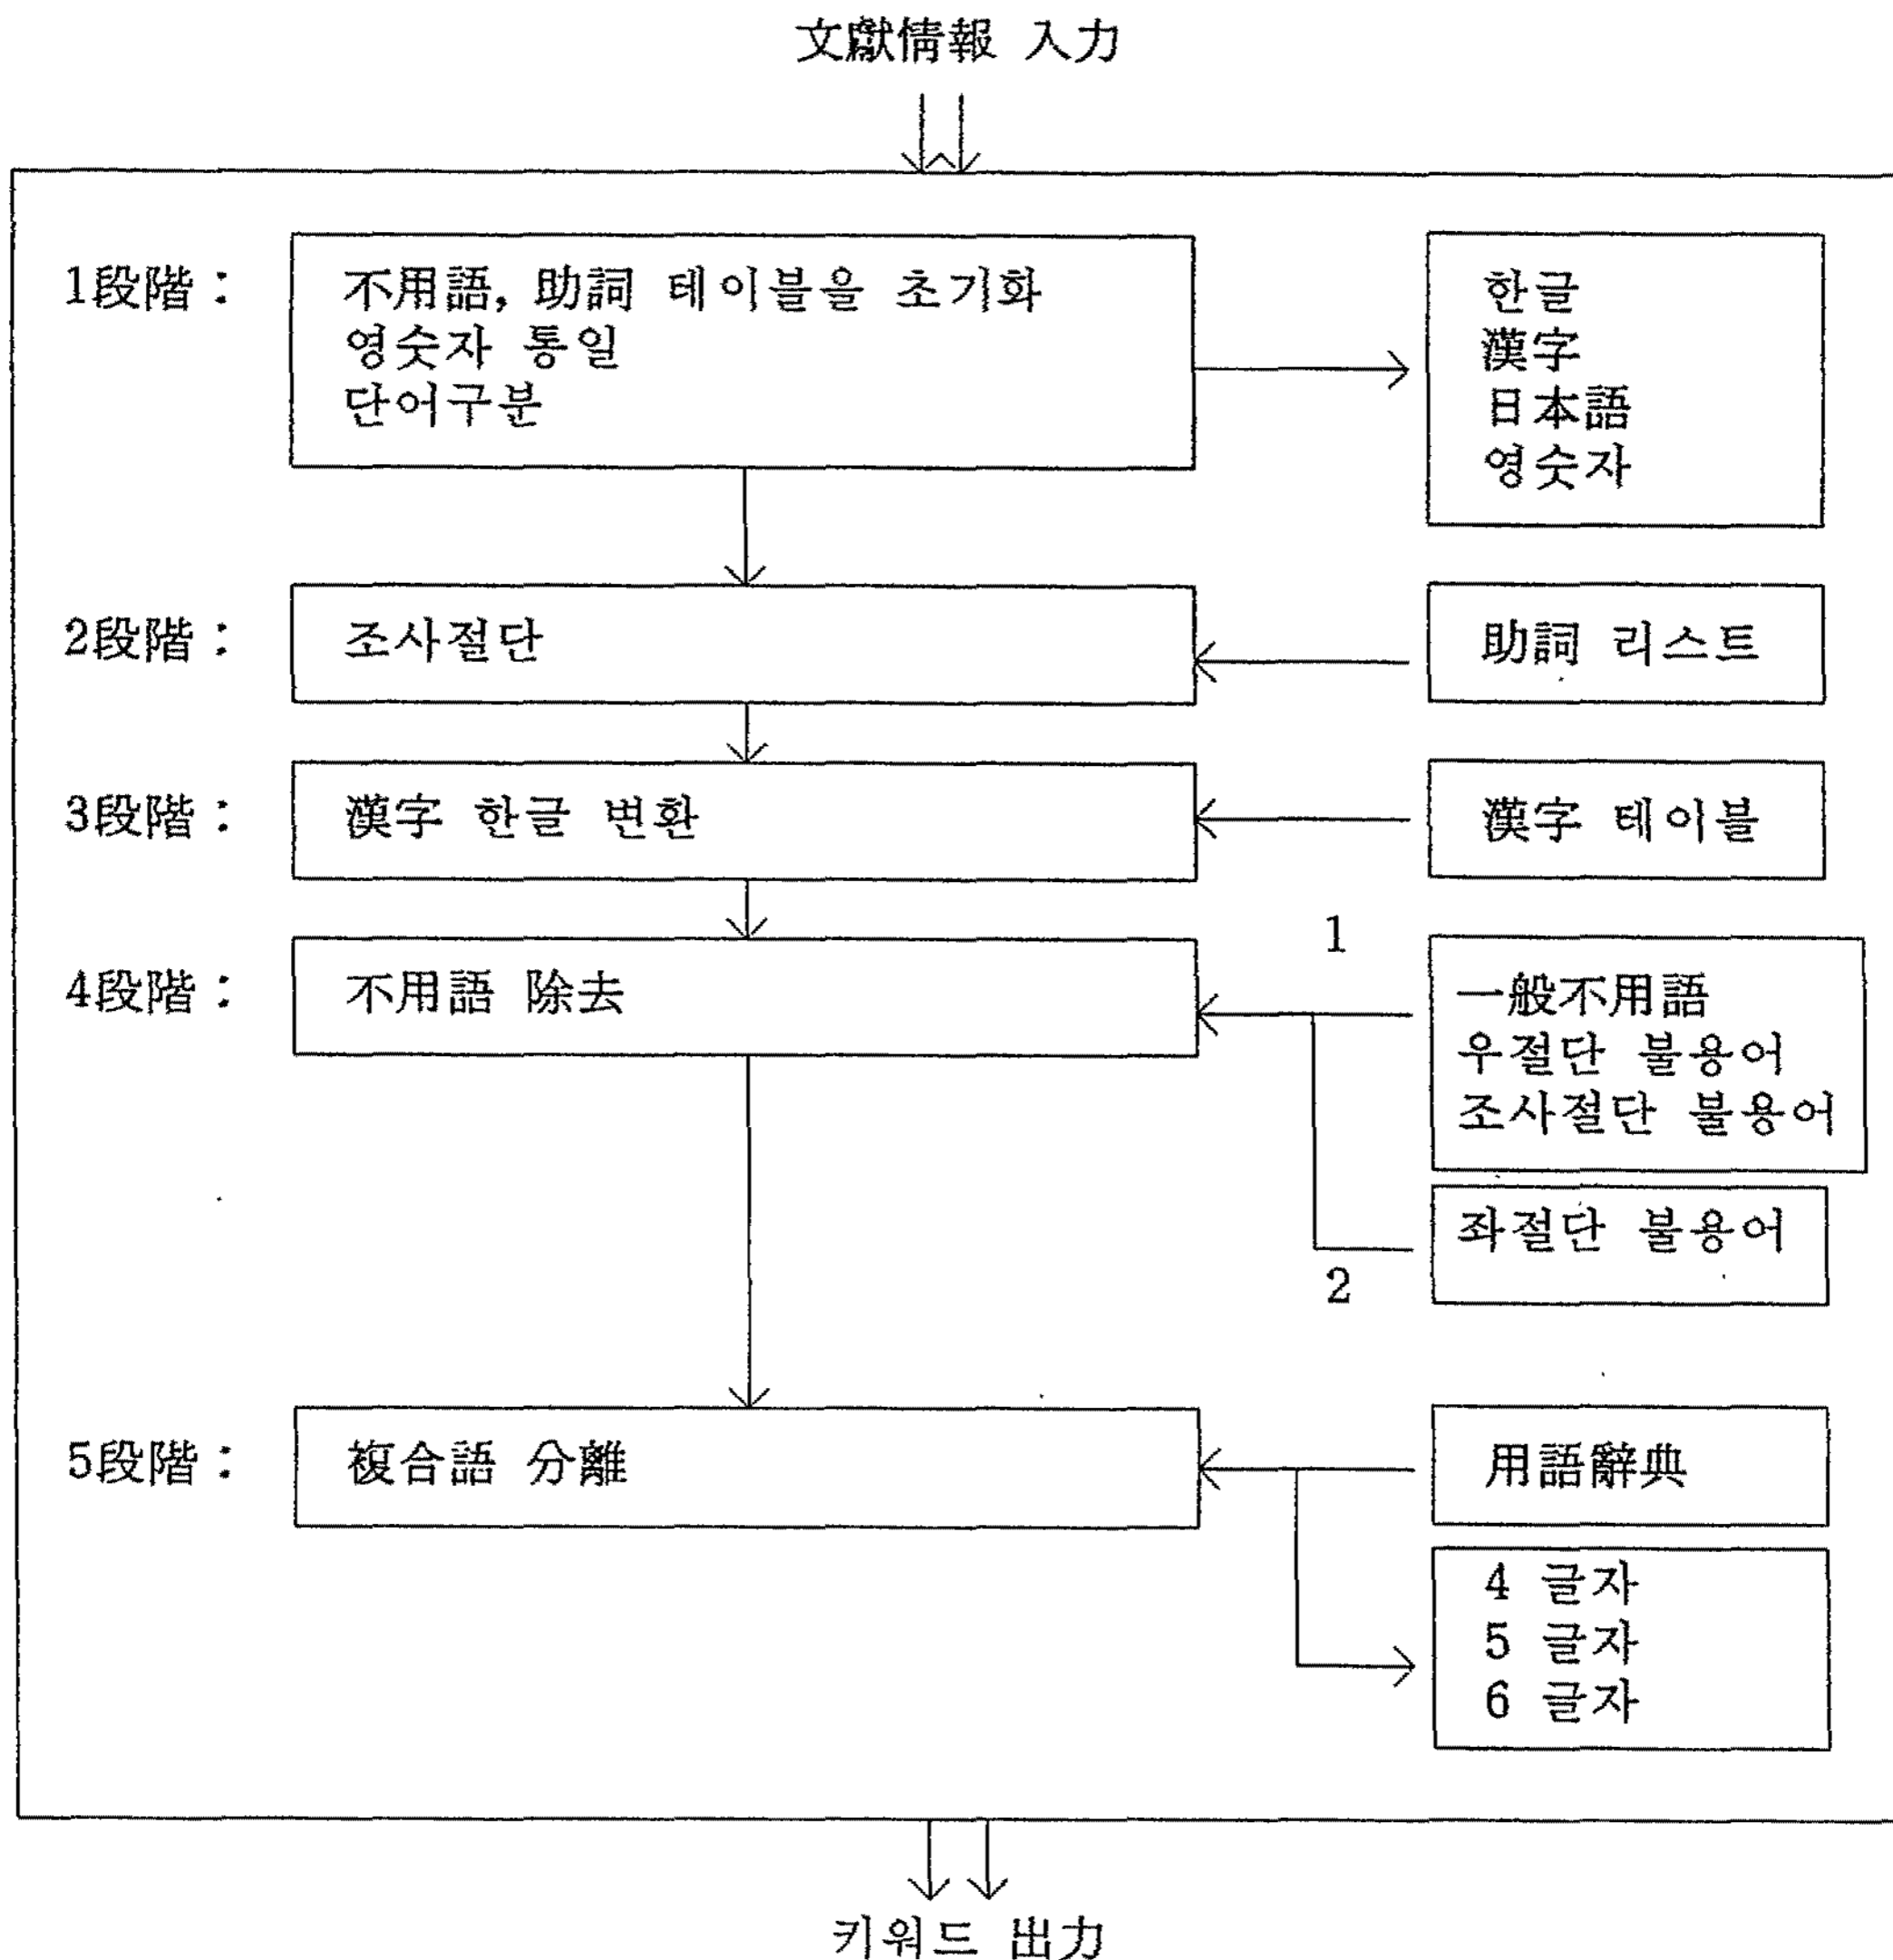 文獻情報 入力
1段階 :
不用語, 助詞 테이블을 초기화
영숫자 통일
단어구분
한글
漢字
日本語
영숫자
2段階 :
조사절단
助詞 리스트
3段階 :
漢字 한글 변환
漢字 테이블
4段階 :
不用語 除去
1
一般不用語
우절단 불용어
조사절단 불용어
좌절단 불용어
2
5段階 :
複合語 分離
用語辭典
4 글자
5 글자
6 글자
키워드 出力